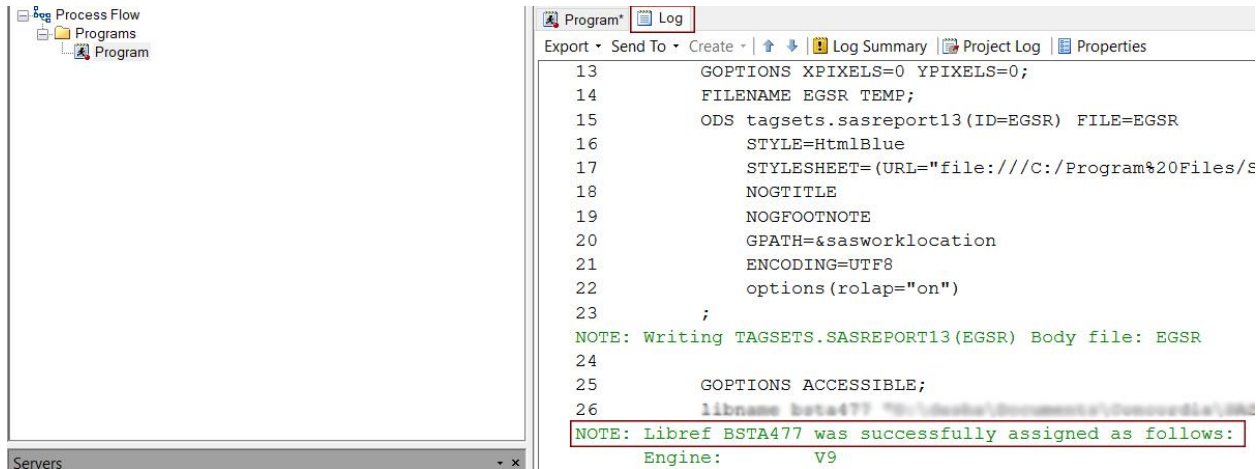 Process Flow
Programs
Program
Servers
Program* Log
Export Send To Create Log Summary Project Log Properties
13 GOPTIONS XPIXELS=0 YPIXELS=0;
14 FILENAME EGSR TEMP;
15 ODS tagsets.sasreport13(ID=EGSR) FILE=EGSR
16 STYLE=HtmlBlue
17 STYLESHEET=(URL="file:///C:/Program%20Files/S
18 NOGTITLE
19 NOGFOOTNOTE
20 GPATH=&sasworklocation
21 ENCODING=UTF8
22 options(rolap="on")
23 ;
NOTE: Writing TAGSETS.SASREPORT13(EGSR) Body file: EGSR
24
25 GOPTIONS ACCESSIBLE;
26 libname bsta477
NOTE: Libref BSTA477 was successfully assigned as follows:
Engine: V9